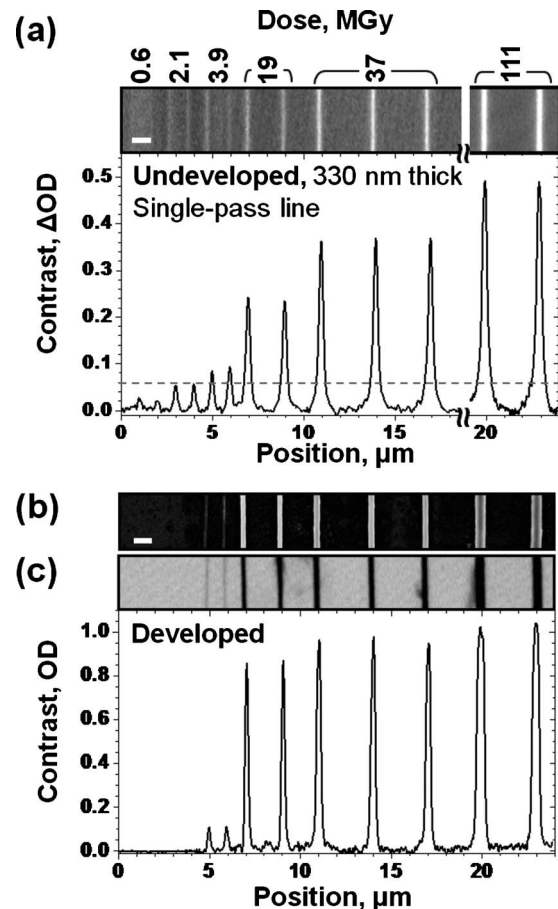 (a)
Dose, MGy
0.6 2.1 3.9 19 37 111
Undeveloped, 330 nm thick
Single-pass line
Contrast, ΔOD
0.5
0.4
0.3
0.2
0.1
0.0
0 5 10 15 20
Position, µm
(b)
(c)
Developed
Contrast, OD
1.0
0.8
0.6
0.4
0.2
0.0
0 5 10 15 20
Position, µm